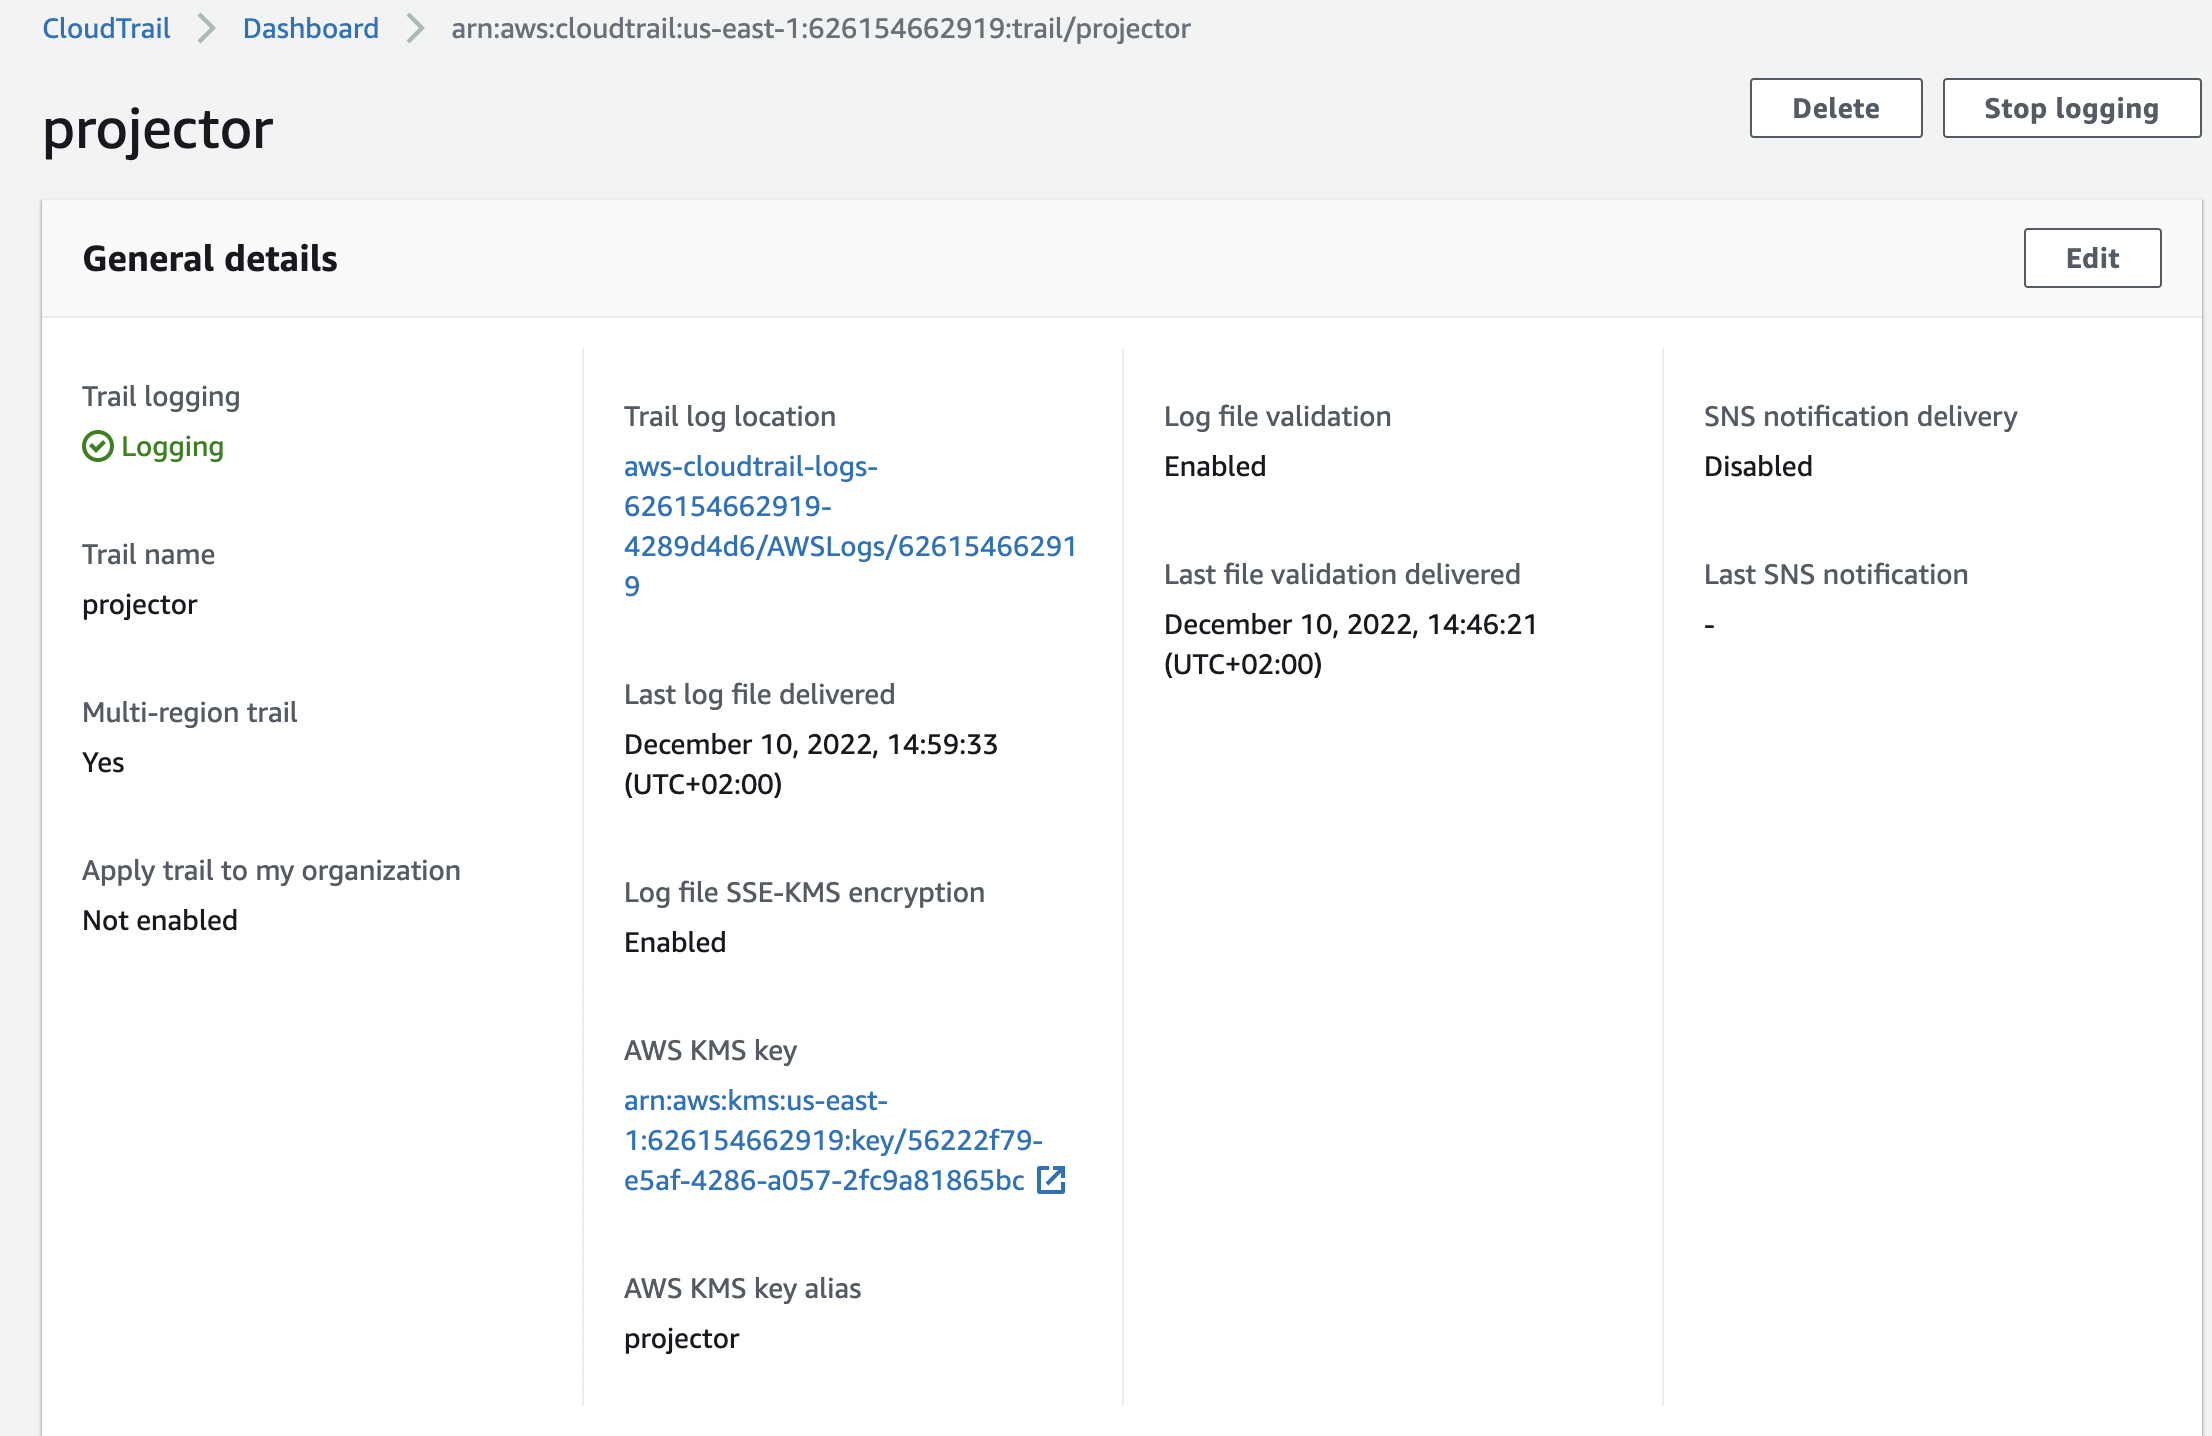 CloudTrail > Dashboard > arn:aws:cloudtrail:us-east-1:626154662919:trail/projector
projector
Delete
Stop logging
General details
Edit
Trail logging
Logging
Trail name
projector
Multi-region trail
Yes
Apply trail to my organization
Not enabled
Trail log location
aws-cloudtrail-logs-
626154662919-
4289d4d6/AWSLogs/62615466291
9
Last log file delivered
December 10, 2022, 14:59:33
(UTC+02:00)
Log file SSE-KMS encryption
Enabled
AWS KMS key
arn:aws:kms:us-east-
1:626154662919:key/56222f79-
e5af-4286-a057-2fc9a81865bc
AWS KMS key alias
projector
Log file validation
Enabled
Last file validation delivered
December 10, 2022, 14:46:21
(UTC+02:00)
SNS notification delivery
Disabled
Last SNS notification
-